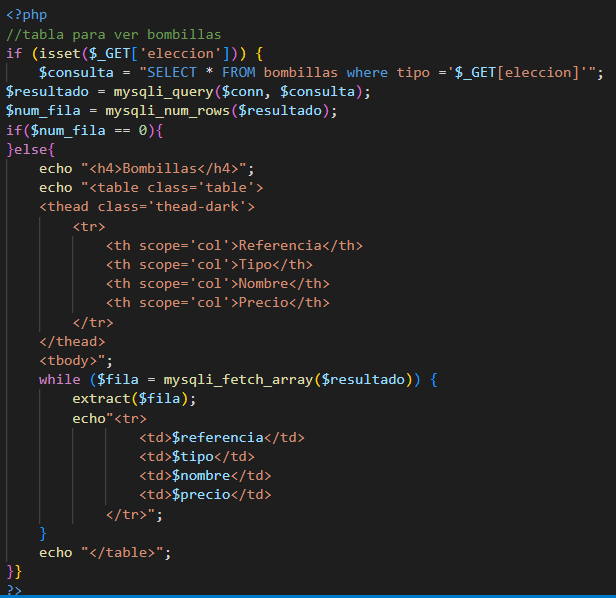 <?php
//tabla para ver bombillas
if (isset($_GET['eleccion'])) {
    $consulta = "SELECT * FROM bombillas where tipo ='$_GET[eleccion]'";
$resultado = mysqli_query($conn, $consulta);
$num_fila = mysqli_num_rows($resultado);
if($num_fila == 0){
}else{
    echo "<h4>Bombillas</h4>";
    echo "<table class='table'>
    <thead class='thead-dark'>
        <tr>
            <th scope='col'>Referencia</th>
            <th scope='col'>Tipo</th>
            <th scope='col'>Nombre</th>
            <th scope='col'>Precio</th>
        </tr>
    </thead>
    <tbody>";
    while ($fila = mysqli_fetch_array($resultado)) {
        extract($fila);
        echo"<tr>
                <td>$referencia</td>
                <td>$tipo</td>
                <td>$nombre</td>
                <td>$precio</td>
            </tr>";
    }
    echo "</table>";
}}
?>